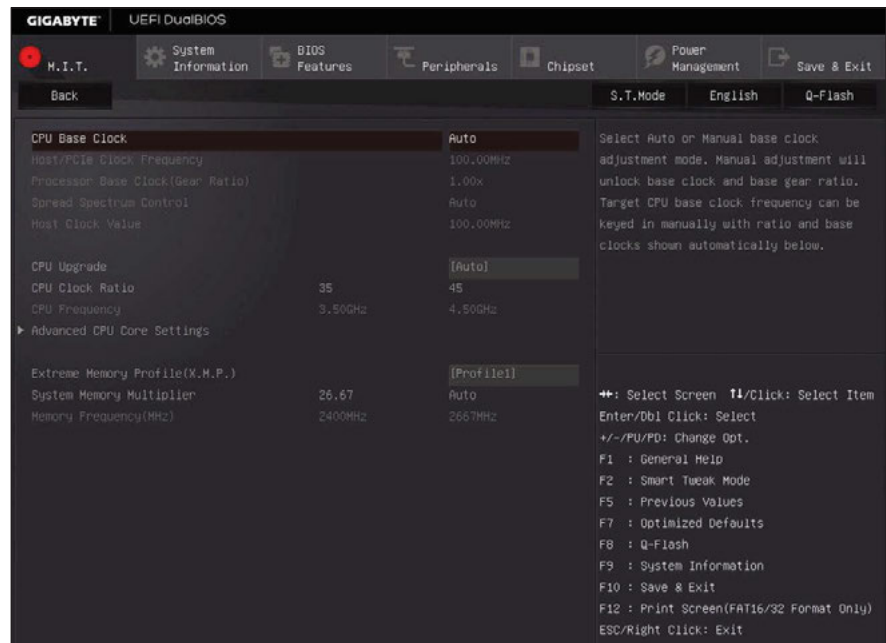 GIGABYTE™ UEFI DualBIOS
M.I.T. System Information BIOS Features Peripherals Chipset Power Management Save & Exit
Back S.T.Mode English Q-Flash
CPU Base Clock Auto
Host/PCIe Clock Frequency 100.00MHz
Processor Base Clock(Gear Ratio) 1.00x
Spread Spectrum Control Auto
Host Clock Value 100.00MHz
CPU Upgrade [Auto]
CPU Clock Ratio 35 45
CPU Frequency 3.50GHz 4.50GHz
Advanced CPU Core Settings
Extreme Memory Profile(X.M.P.) [Profile1]
System Memory Multiplier 26.67 Auto
Memory Frequency(MHz) 2400MHz 2667MHz
Select Auto or Manual base clock
adjustment mode. Manual adjustment will
unlock base clock and base gear ratio.
Target CPU base clock frequency can be
keyed in manually with ratio and base
clocks shown automatically below.
→←: Select Screen ↑↓/Click: Select Item
Enter/Dbl Click: Select
+/-/PU/PD: Change Opt.
F1 : General Help
F2 : Smart Tweak Mode
F5 : Previous Values
F7 : Optimized Defaults
F8 : Q-Flash
F9 : System Information
F10 : Save & Exit
F12 : Print Screen(FAT16/32 Format Only)
ESC/Right Click: Exit